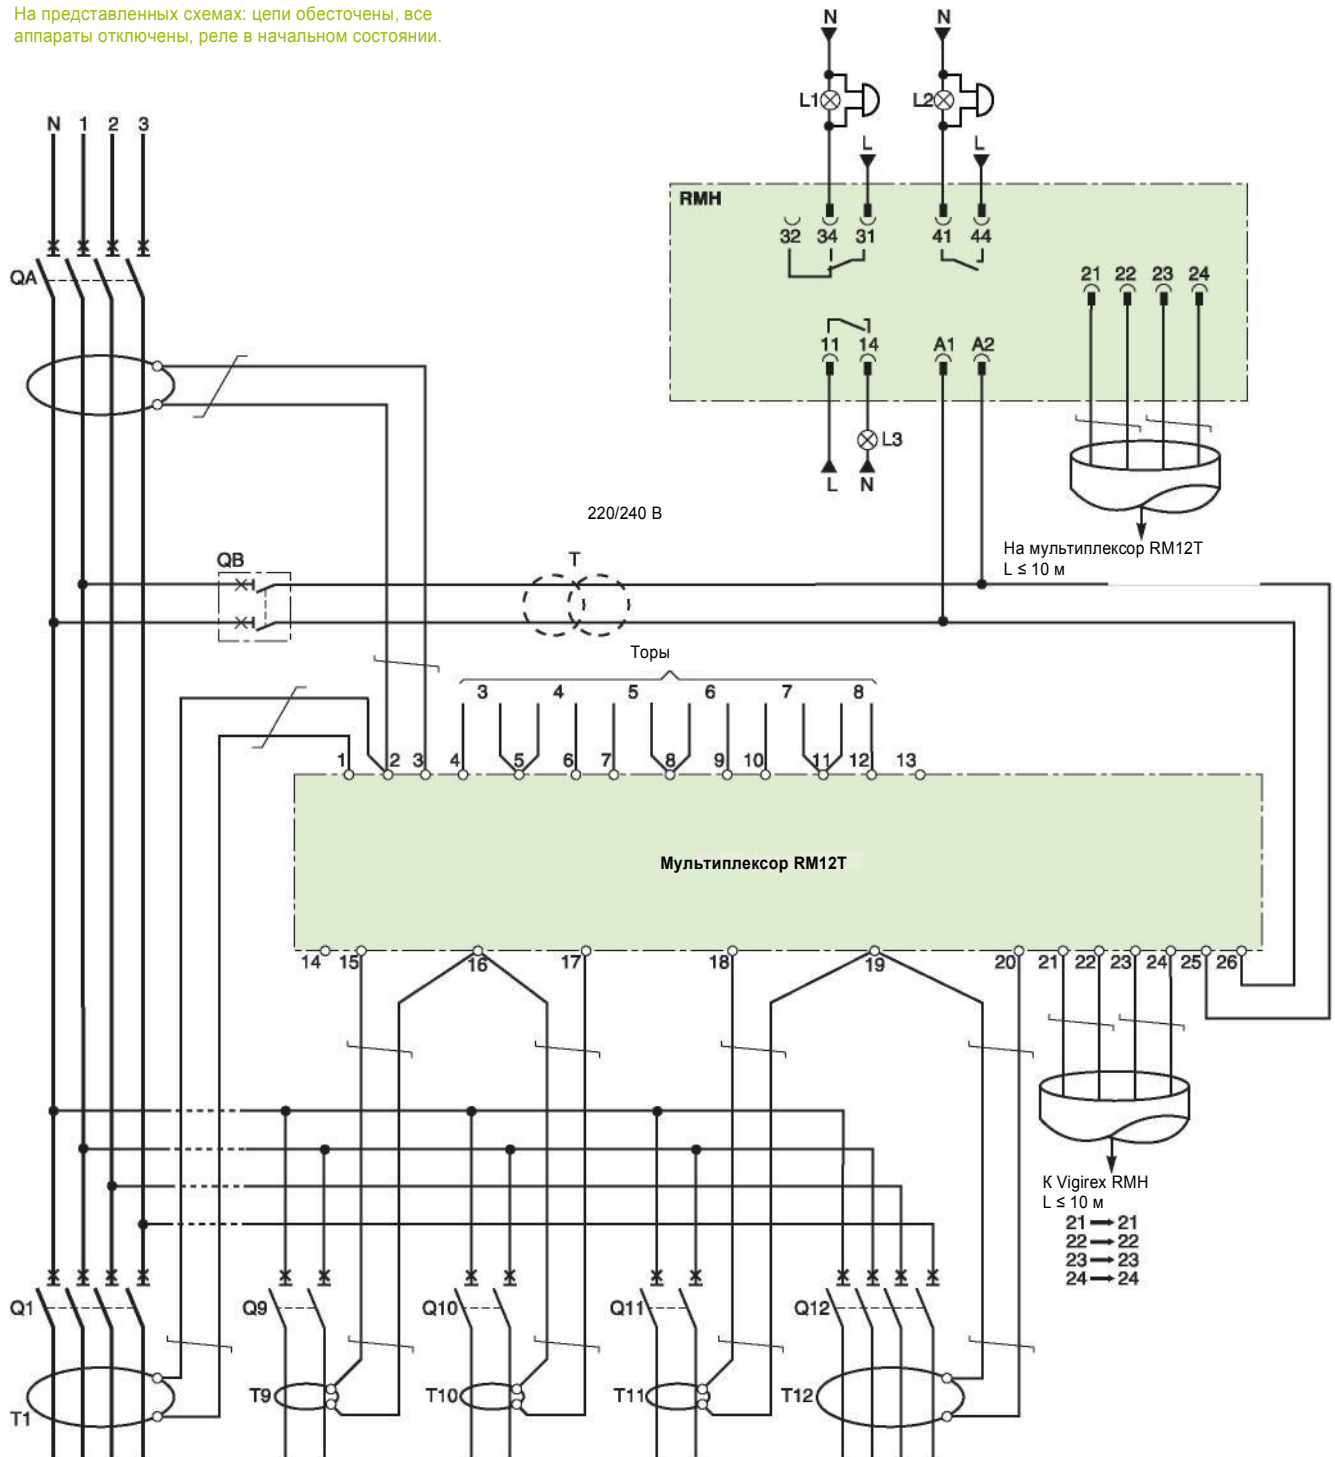 На представленных схемах: цепи обесточены, все
аппараты отключены, реле в начальном состоянии.
N N
L1 L2
N 1 2 3
L L
RMH
32 34 31 41 44
QA
21 22 23 24
11 14 A1 A2
L3
L N
220/240 В
На мультиплексор RM12T
L ≤ 10 м
QB T
Торы
3 4 5 6 7 8
1 2 3 4 5 6 7 8 9 10 11 12 13
Мультиплексор RM12T
14 15 16 17 18 19 20 21 22 23 24 25 26
К Vigirex RMH
L ≤ 10 м
21 → 21
22 → 22
23 → 23
24 → 24
Q1 Q9 Q10 Q11 Q12
T1 T9 T10 T11 T12